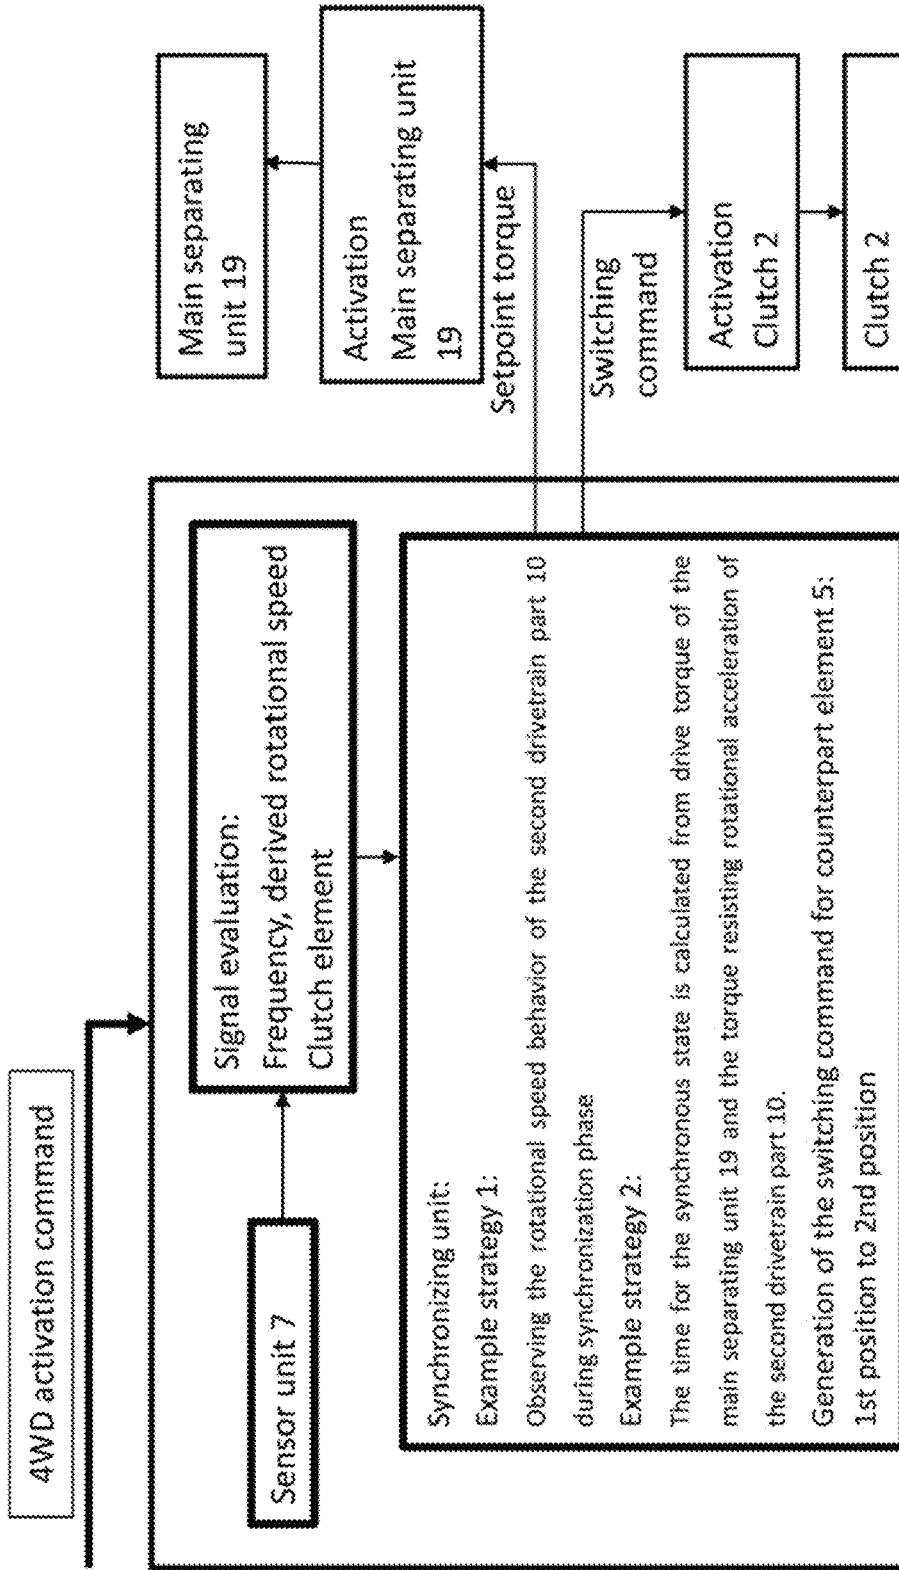 4WD activation command
Sensor unit 7
Signal evaluation:
Frequency, derived rotational speed
Clutch element
Synchronizing unit:
Example strategy 1:
Observing the rotational speed behavior of the second drivetrain part 10
during synchronization phase
Example strategy 2:
The time for the synchronous state is calculated from drive torque of the
main separating unit 19 and the torque resisting rotational acceleration of
the second drivetrain part 10.
Generation of the switching command for counterpart element 5:
1st position to 2nd position
Main separating
unit 19
Activation
Main separating unit
19
Setpoint torque
Switching
command
Activation
Clutch 2
Clutch 2